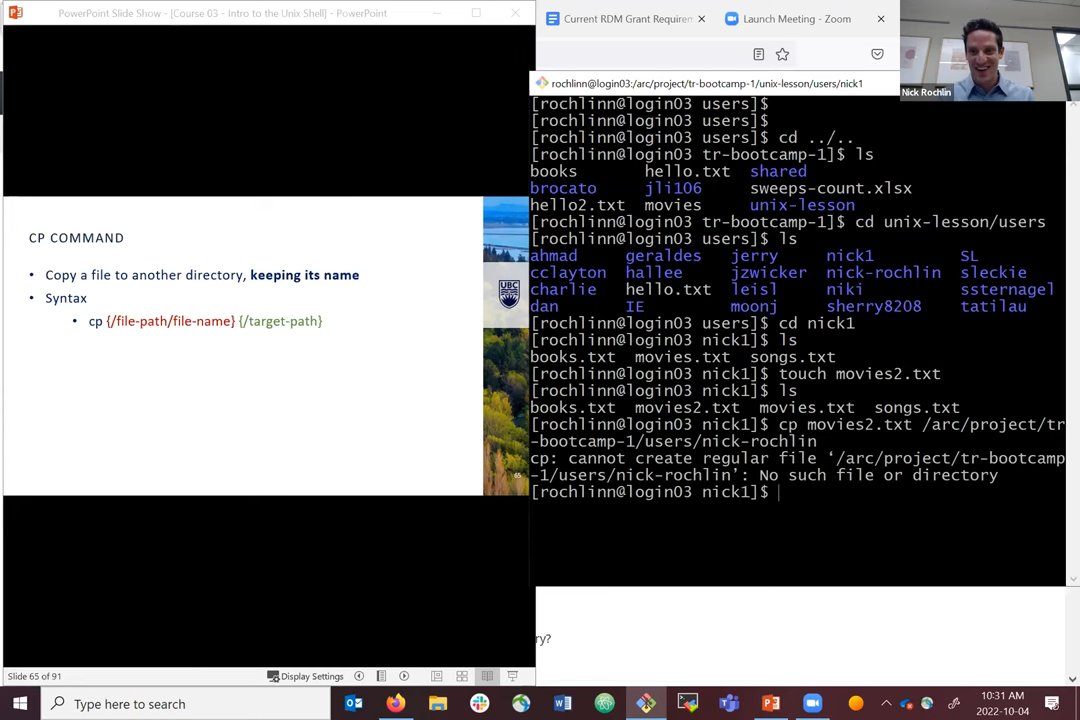 PowerPoint Slide Show - [Course 03 - Intro to the Unix Shell] - PowerPoint
Current RDM Grant Requirem
Launch Meeting - Zoom
rochlinn@login03:/arc/project/tr-bootcamp-1/unix-lesson/users/nick1
Nick Rochlin
CP COMMAND
• Copy a file to another directory, keeping its name
• Syntax
• cp {/file-path/file-name} {/target-path}
UBC
65
[rochlinn@login03 users]$
[rochlinn@login03 users]$
[rochlinn@login03 users]$ cd ../..
[rochlinn@login03 tr-bootcamp-1]$ ls
books hello.txt shared
brocato jli106 sweeps-count.xlsx
hello2.txt movies unix-lesson
[rochlinn@login03 tr-bootcamp-1]$ cd unix-lesson/users
[rochlinn@login03 users]$ ls
ahmad geraldes jerry nick1 SL
cclayton hallee jzwicker nick-rochlin sleckie
charlie hello.txt leisl niki ssternagel
dan IE moonj sherry8208 tatilau
[rochlinn@login03 users]$ cd nick1
[rochlinn@login03 nick1]$ ls
books.txt movies.txt songs.txt
[rochlinn@login03 nick1]$ touch movies2.txt
[rochlinn@login03 nick1]$ ls
books.txt movies2.txt movies.txt songs.txt
[rochlinn@login03 nick1]$ cp movies2.txt /arc/project/tr
-bootcamp-1/users/nick-rochlin
cp: cannot create regular file ‘/arc/project/tr-bootcamp
-1/users/nick-rochlin’: No such file or directory
[rochlinn@login03 nick1]$
ry?
Slide 65 of 91
Display Settings
Type here to search
10:31 AM
2022-10-04